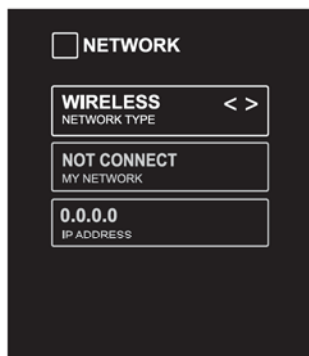 NETWORK
WIRELESS < >
NETWORK TYPE
NOT CONNECT
MY NETWORK
0.0.0.0
IP ADDRESS